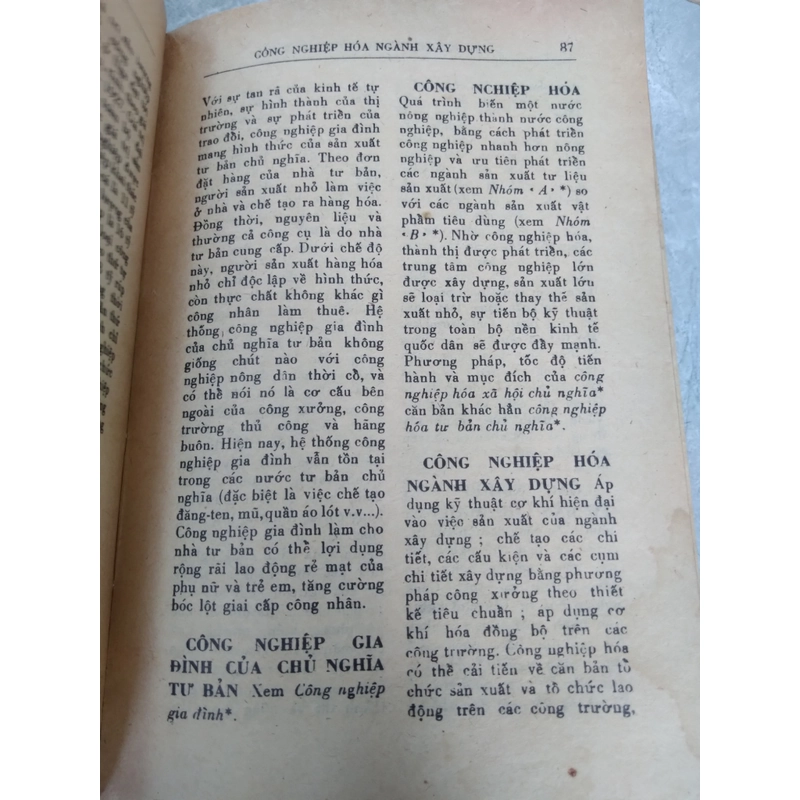 CÔNG NGHIỆP HÓA NGÀNH XÂY DỰNG 87
Với sự tan rã của kinh tế tự
nhiên, sự hình thành của thị
trường và sự phát triển của
trao đổi, công nghiệp gia đình
mang hình thức của sản xuất
tư bản chủ nghĩa. Theo đơn
đặt hàng của nhà tư bản,
người sản xuất nhỏ làm việc
ở nhà và chế tạo ra hàng hóa.
Đồng thời, nguyên liệu và
thường cả công cụ là do nhà
tư bản cung cấp. Dưới chế độ
này, người sản xuất hàng hóa
nhỏ chỉ độc lập về hình thức,
còn thực chất không khác gì
công nhân làm thuê. Hệ
thống công nghiệp gia đình
của chủ nghĩa tư bản không
giống chút nào với công
nghiệp nông dân thời cổ, và
có thể nói nó là cơ cấu bên
ngoài của công xưởng, công
trường thủ công và hãng
buôn. Hiện nay, hệ thống công
nghiệp gia đình vẫn tồn tại
trong các nước tư bản chủ
nghĩa (đặc biệt là việc chế tạo
đăng-ten, mũ, quần áo lót v.v...).
Công nghiệp gia đình làm cho
nhà tư bản có thể lợi dụng
rộng rãi lao động rẻ mạt của
phụ nữ và trẻ em, tăng cường
bóc lột giai cấp công nhân.
CÔNG NGHIỆP GIA
ĐÌNH CỦA CHỦ NGHĨA
TƯ BẢN Xem Công nghiệp
gia đình*.
CÔNG NGHIỆP HÓA
Quá trình biến một nước
nông nghiệp thành nước công
nghiệp, bằng cách phát triển
công nghiệp nhanh hơn nông
nghiệp và ưu tiên phát triển
các ngành sản xuất tư liệu
sản xuất (xem Nhóm • A • *) so
với các ngành sản xuất vật
phẩm tiêu dùng (xem Nhóm
• B • *). Nhờ công nghiệp hóa,
thành thị được phát triển, các
trung tâm công nghiệp lớn
được xây dựng, sản xuất lớn
sẽ loại trừ hoặc thay thế sản
xuất nhỏ, sự tiến bộ kỹ thuật
trong toàn bộ nền kinh tế
quốc dân sẽ được đẩy mạnh.
Phương pháp, tốc độ tiến
hành và mục đích của công
nghiệp hóa xã hội chủ nghĩa*
căn bản khác hẳn công nghiệp
hóa tư bản chủ nghĩa*.
CÔNG NGHIỆP HÓA
NGÀNH XÂY DỰNG Áp
dụng kỹ thuật cơ khí hiện đại
vào việc sản xuất của ngành
xây dựng ; chế tạo các chi
tiết, các cấu kiện và các cụm
chi tiết xây dựng bằng phương
pháp công xưởng theo thiết
kế tiêu chuẩn ; áp dụng cơ
khí hóa đồng bộ trên các
công trường. Công nghiệp hóa
có thể cải tiến về căn bản tổ
chức sản xuất và tổ chức lao
động trên các công trường,